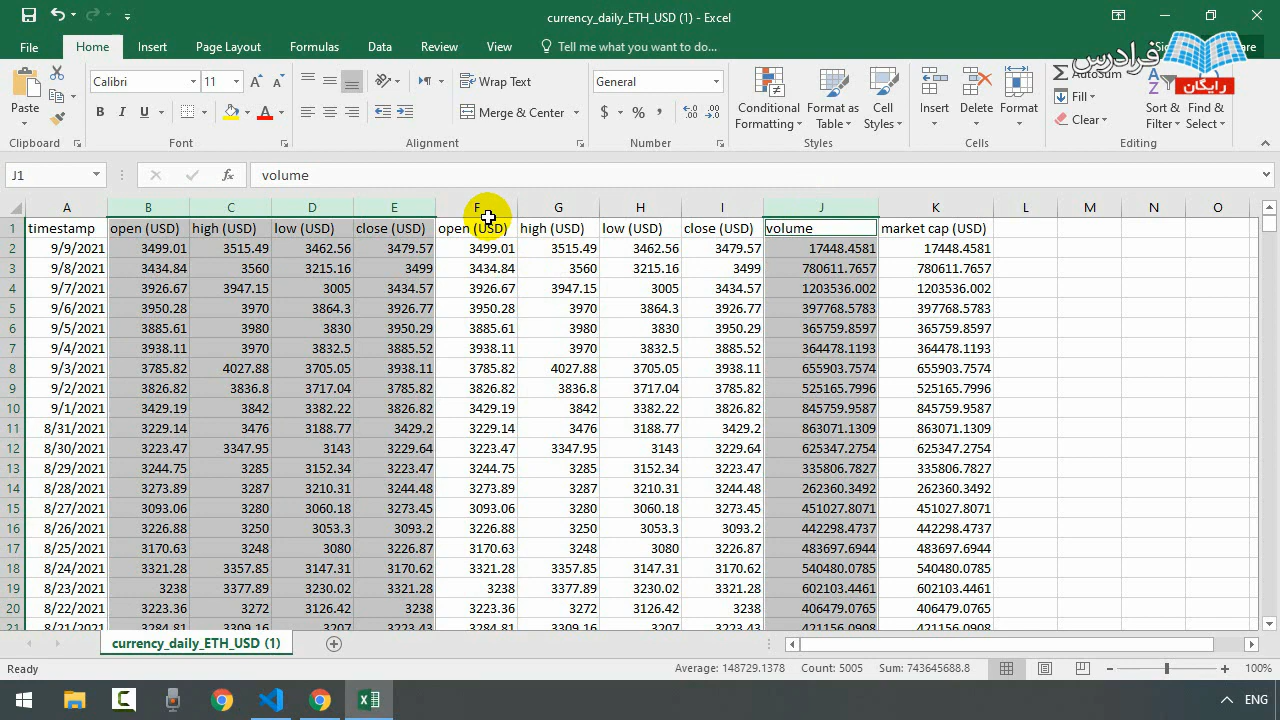 currency_daily_ETH_USD (1) - Excel
File Home Insert Page Layout Formulas Data Review View Tell me what you want to do...
فرادرس
رایگان
Paste
Calibri 11
B I U
Wrap Text
Merge & Center
General
$ % ,
Conditional Formatting
Format as Table
Cell Styles
Insert Delete Format
AutoSum
Fill
Clear
Sort & Filter
Find & Select
Clipboard Font Alignment Number Styles Cells Editing
J1 fx volume
A B C D E F G H I J K L M N O
1 timestamp open (USD) high (USD) low (USD) close (USD) open (USD) high (USD) low (USD) close (USD) volume market cap (USD)
2 9/9/2021 3499.01 3515.49 3462.56 3479.57 3499.01 3515.49 3462.56 3479.57 17448.4581 17448.4581
3 9/8/2021 3434.84 3560 3215.16 3499 3434.84 3560 3215.16 3499 780611.7657 780611.7657
4 9/7/2021 3926.67 3947.15 3005 3434.57 3926.67 3947.15 3005 3434.57 1203536.002 1203536.002
5 9/6/2021 3950.28 3970 3864.3 3926.77 3950.28 3970 3864.3 3926.77 397768.5783 397768.5783
6 9/5/2021 3885.61 3980 3830 3950.29 3885.61 3980 3830 3950.29 365759.8597 365759.8597
7 9/4/2021 3938.11 3970 3832.5 3885.52 3938.11 3970 3832.5 3885.52 364478.1193 364478.1193
8 9/3/2021 3785.82 4027.88 3705.05 3938.11 3785.82 4027.88 3705.05 3938.11 655903.7574 655903.7574
9 9/2/2021 3826.82 3836.8 3717.04 3785.82 3826.82 3836.8 3717.04 3785.82 525165.7996 525165.7996
10 9/1/2021 3429.19 3842 3382.22 3826.82 3429.19 3842 3382.22 3826.82 845759.9587 845759.9587
11 8/31/2021 3229.14 3476 3188.77 3429.2 3229.14 3476 3188.77 3429.2 863071.1309 863071.1309
12 8/30/2021 3223.47 3347.95 3143 3229.64 3223.47 3347.95 3143 3229.64 625347.2754 625347.2754
13 8/29/2021 3244.75 3285 3152.34 3223.47 3244.75 3285 3152.34 3223.47 335806.7827 335806.7827
14 8/28/2021 3273.89 3287 3210.31 3244.48 3273.89 3287 3210.31 3244.48 262360.3492 262360.3492
15 8/27/2021 3093.06 3280 3060.18 3273.45 3093.06 3280 3060.18 3273.45 451027.8071 451027.8071
16 8/26/2021 3226.88 3250 3053.3 3093.2 3226.88 3250 3053.3 3093.2 442298.4737 442298.4737
17 8/25/2021 3170.63 3248 3080 3226.87 3170.63 3248 3080 3226.87 483697.6944 483697.6944
18 8/24/2021 3321.28 3357.85 3147.31 3170.62 3321.28 3357.85 3147.31 3170.62 540480.0785 540480.0785
19 8/23/2021 3238 3377.89 3230.02 3321.28 3238 3377.89 3230.02 3321.28 602103.4461 602103.4461
20 8/22/2021 3223.36 3272 3126.42 3238 3223.36 3272 3126.42 3238 406479.0765 406479.0765
21 8/21/2021 3284.81 3309.16 3207 3223.43 3284.81 3309.16 3207 3223.43 421156.0908 421156.0908
currency_daily_ETH_USD (1)
Ready Average: 148729.1378 Count: 5005 Sum: 743645688.8 100%
ENG